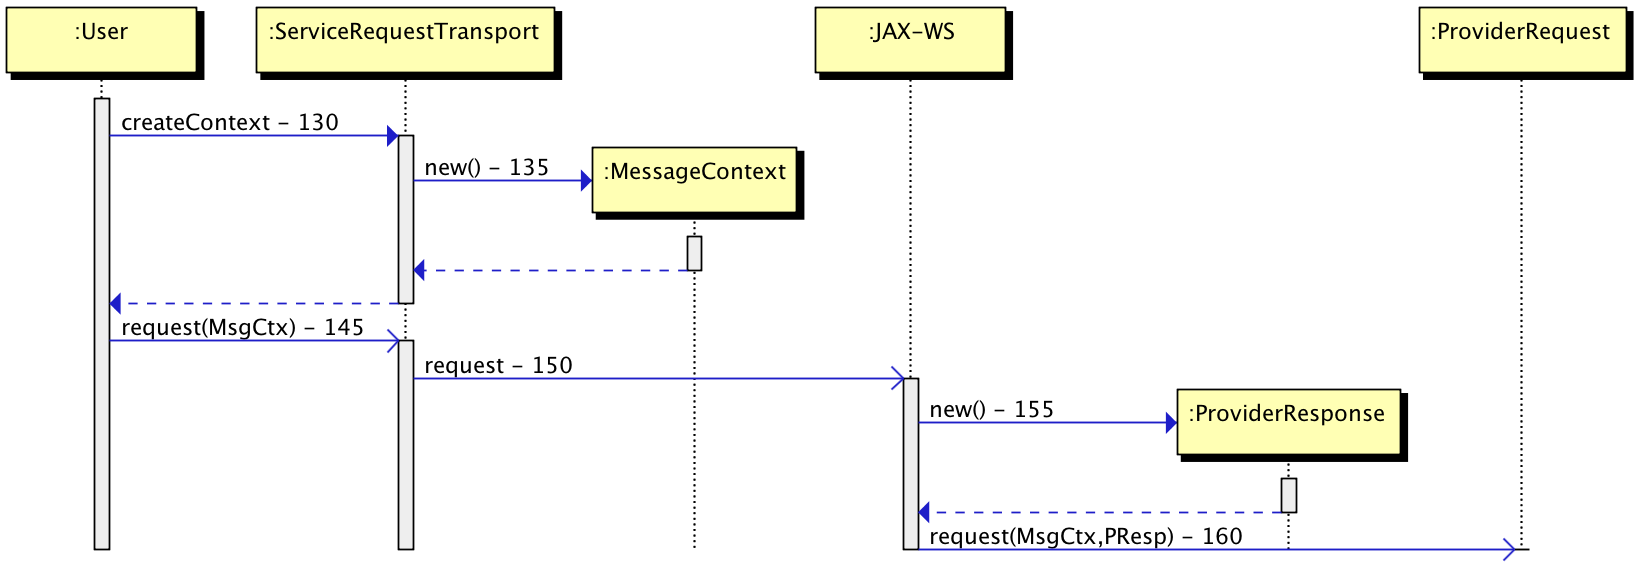 :User
:ServiceRequestTransport
:JAX-WS
:ProviderRequest
createContext - 130
new() - 135
:MessageContext
request(MsgCtx) - 145
request - 150
new() - 155
:ProviderResponse
request(MsgCtx,PResp) - 160